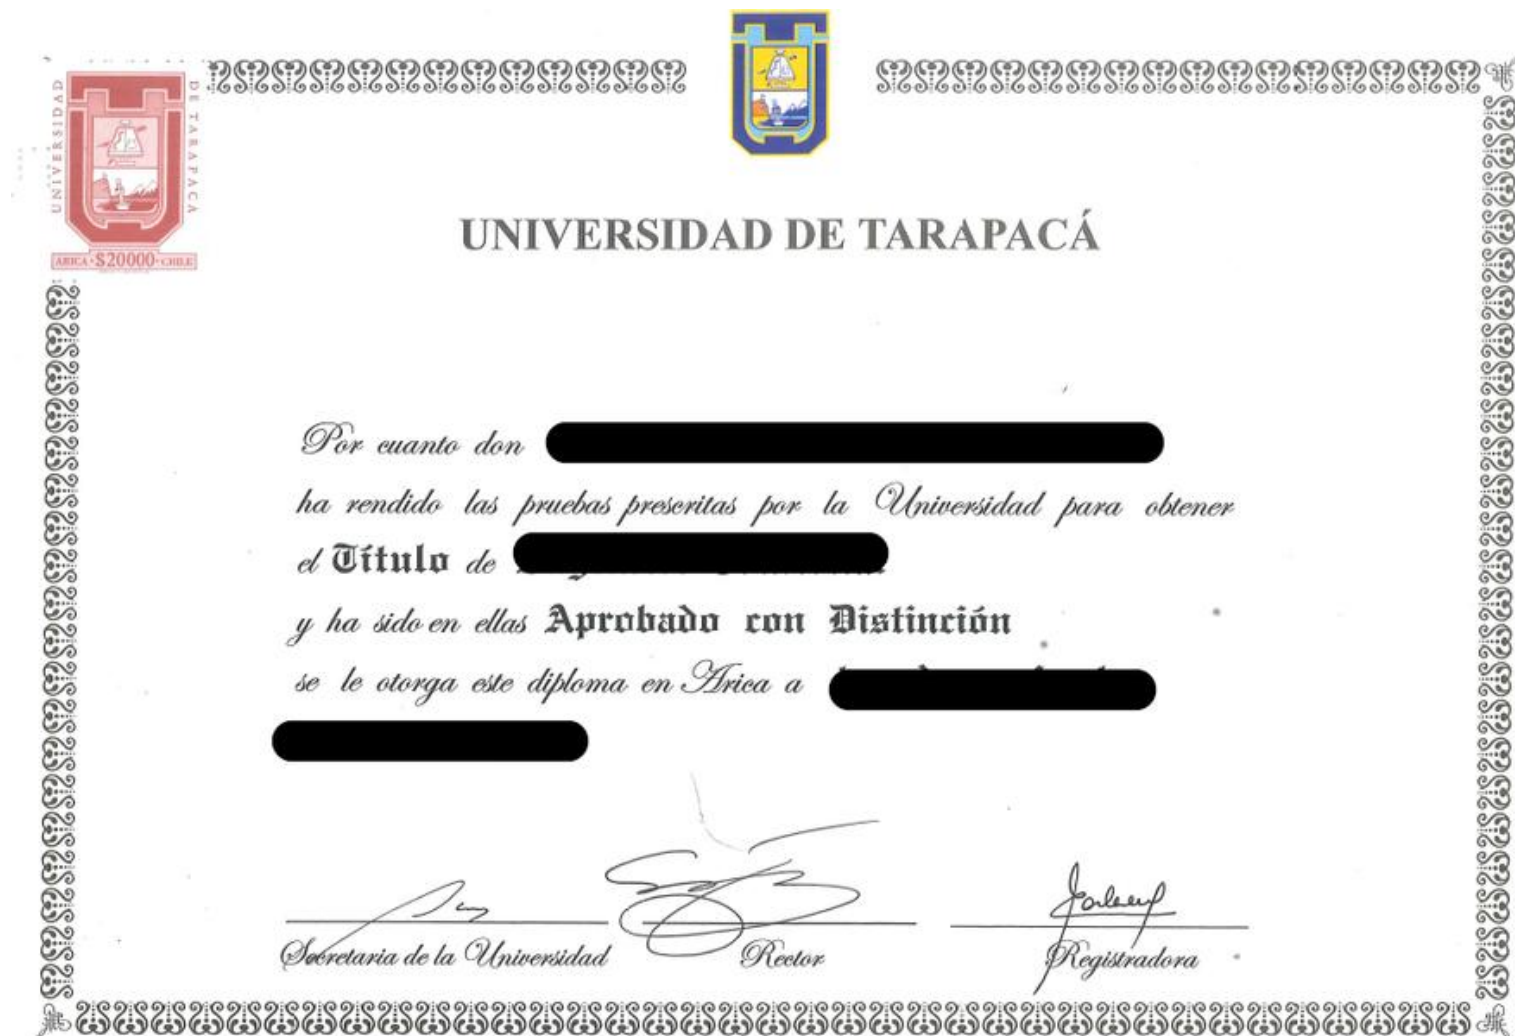 UNIVERSIDAD DE TARAPACÁ
ARICA · $20000 · CHILE
UNIVERSIDAD DE TARAPACÁ
Por cuanto don
ha rendido las pruebas prescritas por la Universidad para obtener
el Título de
y ha sido en ellas Aprobado con Distinción
se le otorga este diploma en Arica a
Secretaria de la Universidad
Rector
Registradora